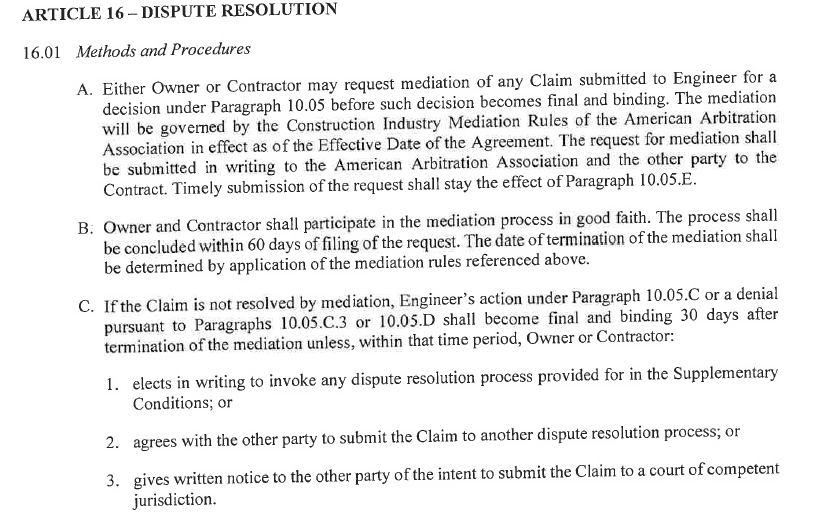 ARTICLE 16 – DISPUTE RESOLUTION
16.01 Methods and Procedures
A. Either Owner or Contractor may request mediation of any Claim submitted to Engineer for a
decision under Paragraph 10.05 before such decision becomes final and binding. The mediation
will be governed by the Construction Industry Mediation Rules of the American Arbitration
Association in effect as of the Effective Date of the Agreement. The request for mediation shall
be submitted in writing to the American Arbitration Association and the other party to the
Contract. Timely submission of the request shall stay the effect of Paragraph 10.05.E.
B. Owner and Contractor shall participate in the mediation process in good faith. The process shall
be concluded within 60 days of filing of the request. The date of termination of the mediation shall
be determined by application of the mediation rules referenced above.
C. If the Claim is not resolved by mediation, Engineer's action under Paragraph 10.05.C or a denial
pursuant to Paragraphs 10.05.C.3 or 10.05.D shall become final and binding 30 days after
termination of the mediation unless, within that time period, Owner or Contractor:
1. elects in writing to invoke any dispute resolution process provided for in the Supplementary
Conditions; or
2. agrees with the other party to submit the Claim to another dispute resolution process; or
3. gives written notice to the other party of the intent to submit the Claim to a court of competent
jurisdiction.